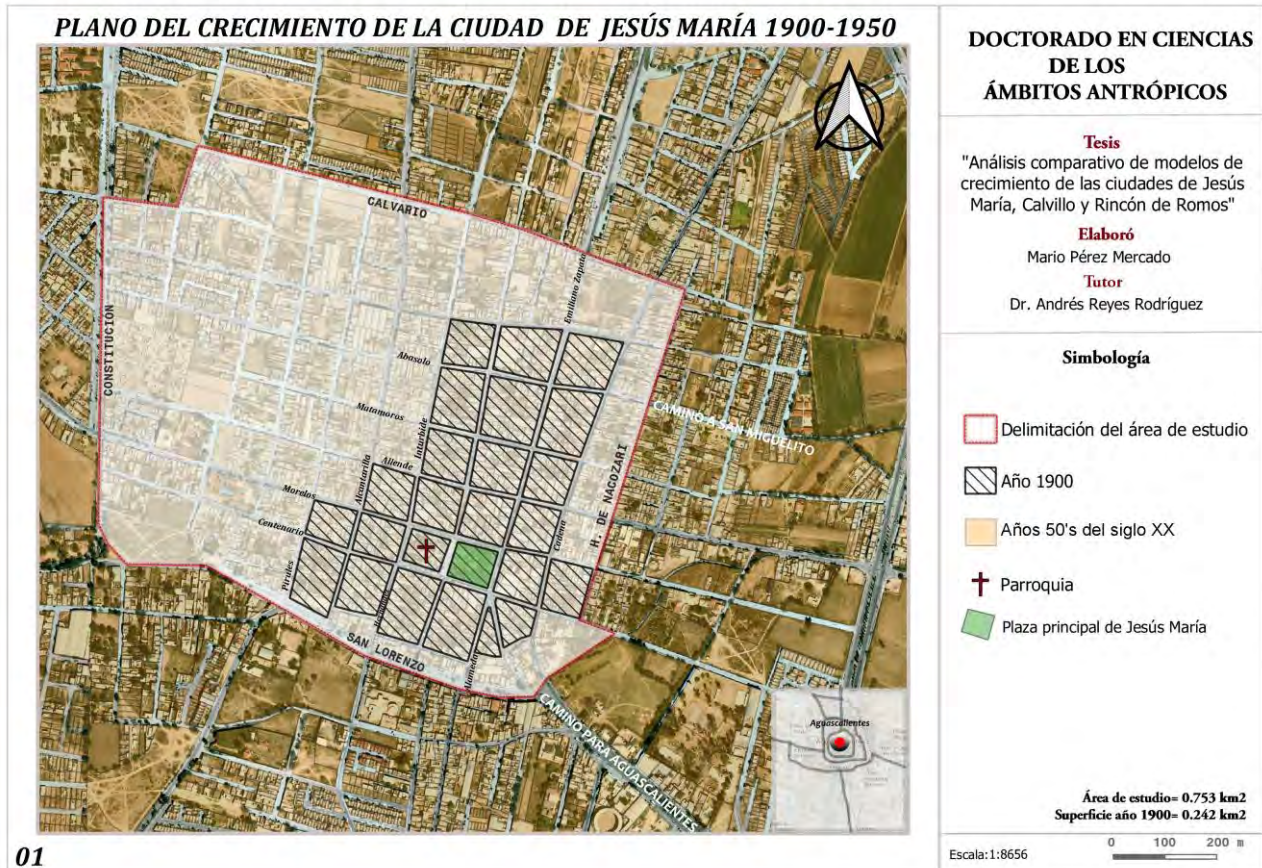 PLANO DEL CRECIMIENTO DE LA CIUDAD DE JESÚS MARÍA 1900-1950
CALVARIO
CONSTITUCION
Emiliano Zapata
Abasolo
Matamoros
Inturbide
Allende
Alcantarilla
Morelos
Centenario
Pirules
Cadena
H. DE NACOZARI
CAMINO A SAN MIGUELITO
SAN LORENZO
Alameda
CAMINO PARA AGUASCALIENTES
Aguascalientes
01
DOCTORADO EN CIENCIAS
DE LOS
ÁMBITOS ANTRÓPICOS
Tesis
"Análisis comparativo de modelos de
crecimiento de las ciudades de Jesús
María, Calvillo y Rincón de Romos"
Elaboró
Mario Pérez Mercado
Tutor
Dr. Andrés Reyes Rodríguez
Simbología
Delimitación del área de estudio
Año 1900
Años 50's del siglo XX
Parroquia
Plaza principal de Jesús María
Área de estudio= 0.753 km2
Superficie año 1900= 0.242 km2
Escala:1:8656
0 100 200 m